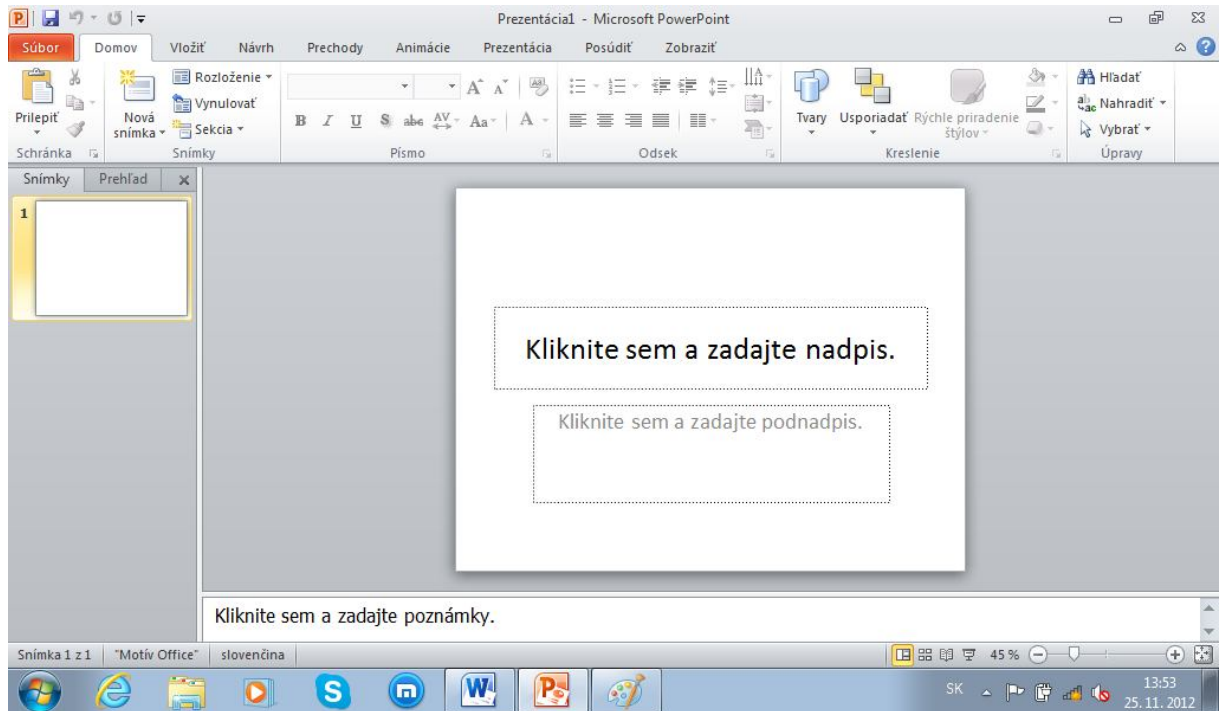 Prezentácia1 - Microsoft PowerPoint
Súbor Domov Vložiť Návrh Prechody Animácie Prezentácia Posúdiť Zobraziť
Prilepiť
Nová snímka
Rozloženie
Vynulovať
Sekcia
B I U S abc AV Aa A
Tvary
Usporiadať
Rýchle priradenie štýlov
Hľadať
Nahradiť
Vybrať
Schránka Snímky Písmo Odsek Kreslenie Úpravy
Snímky Prehľad
1
Kliknite sem a zadajte nadpis.
Kliknite sem a zadajte podnadpis.
Kliknite sem a zadajte poznámky.
Snímka 1 z 1 "Motív Office" slovenčina 45 %
SK 13:53
25. 11. 2012